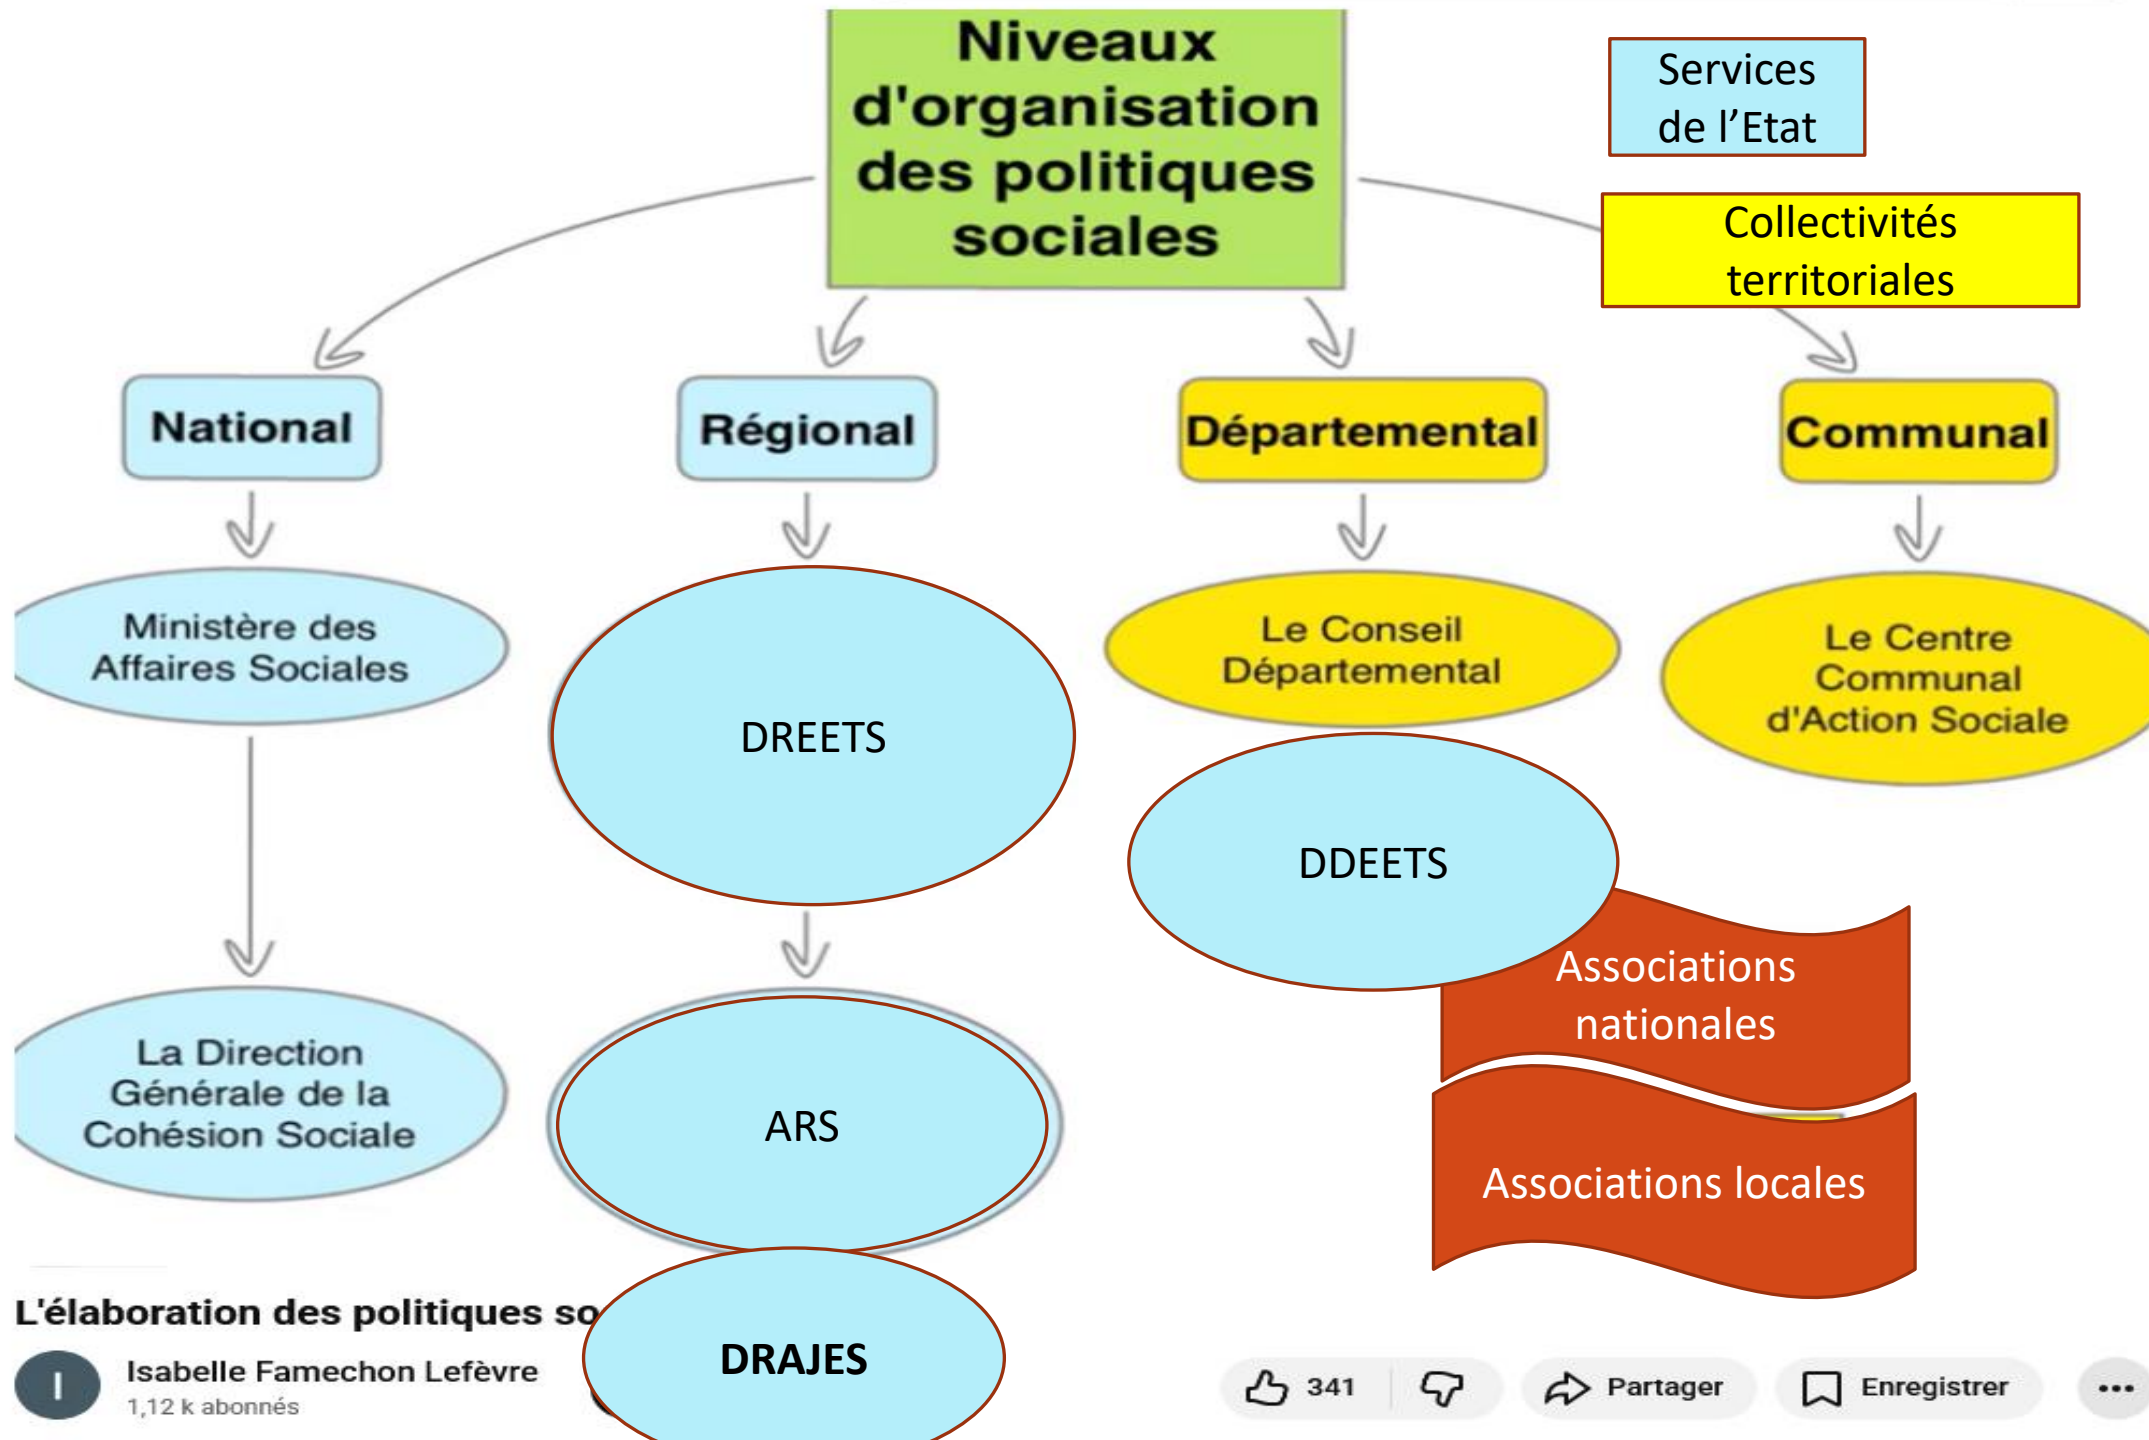 Niveaux
d'organisation
des politiques
sociales
Services
de l’Etat
Collectivités
territoriales
National
Régional
Départemental
Communal
Ministère des
Affaires Sociales
DREETS
Le Conseil
Départemental
Le Centre
Communal
d'Action Sociale
DDEETS
Associations
nationales
La Direction
Générale de la
Cohésion Sociale
ARS
Associations locales
L'élaboration des politiques so
DRAJES
I
Isabelle Famechon Lefèvre
1,12 k abonnés
341
Partager
Enregistrer